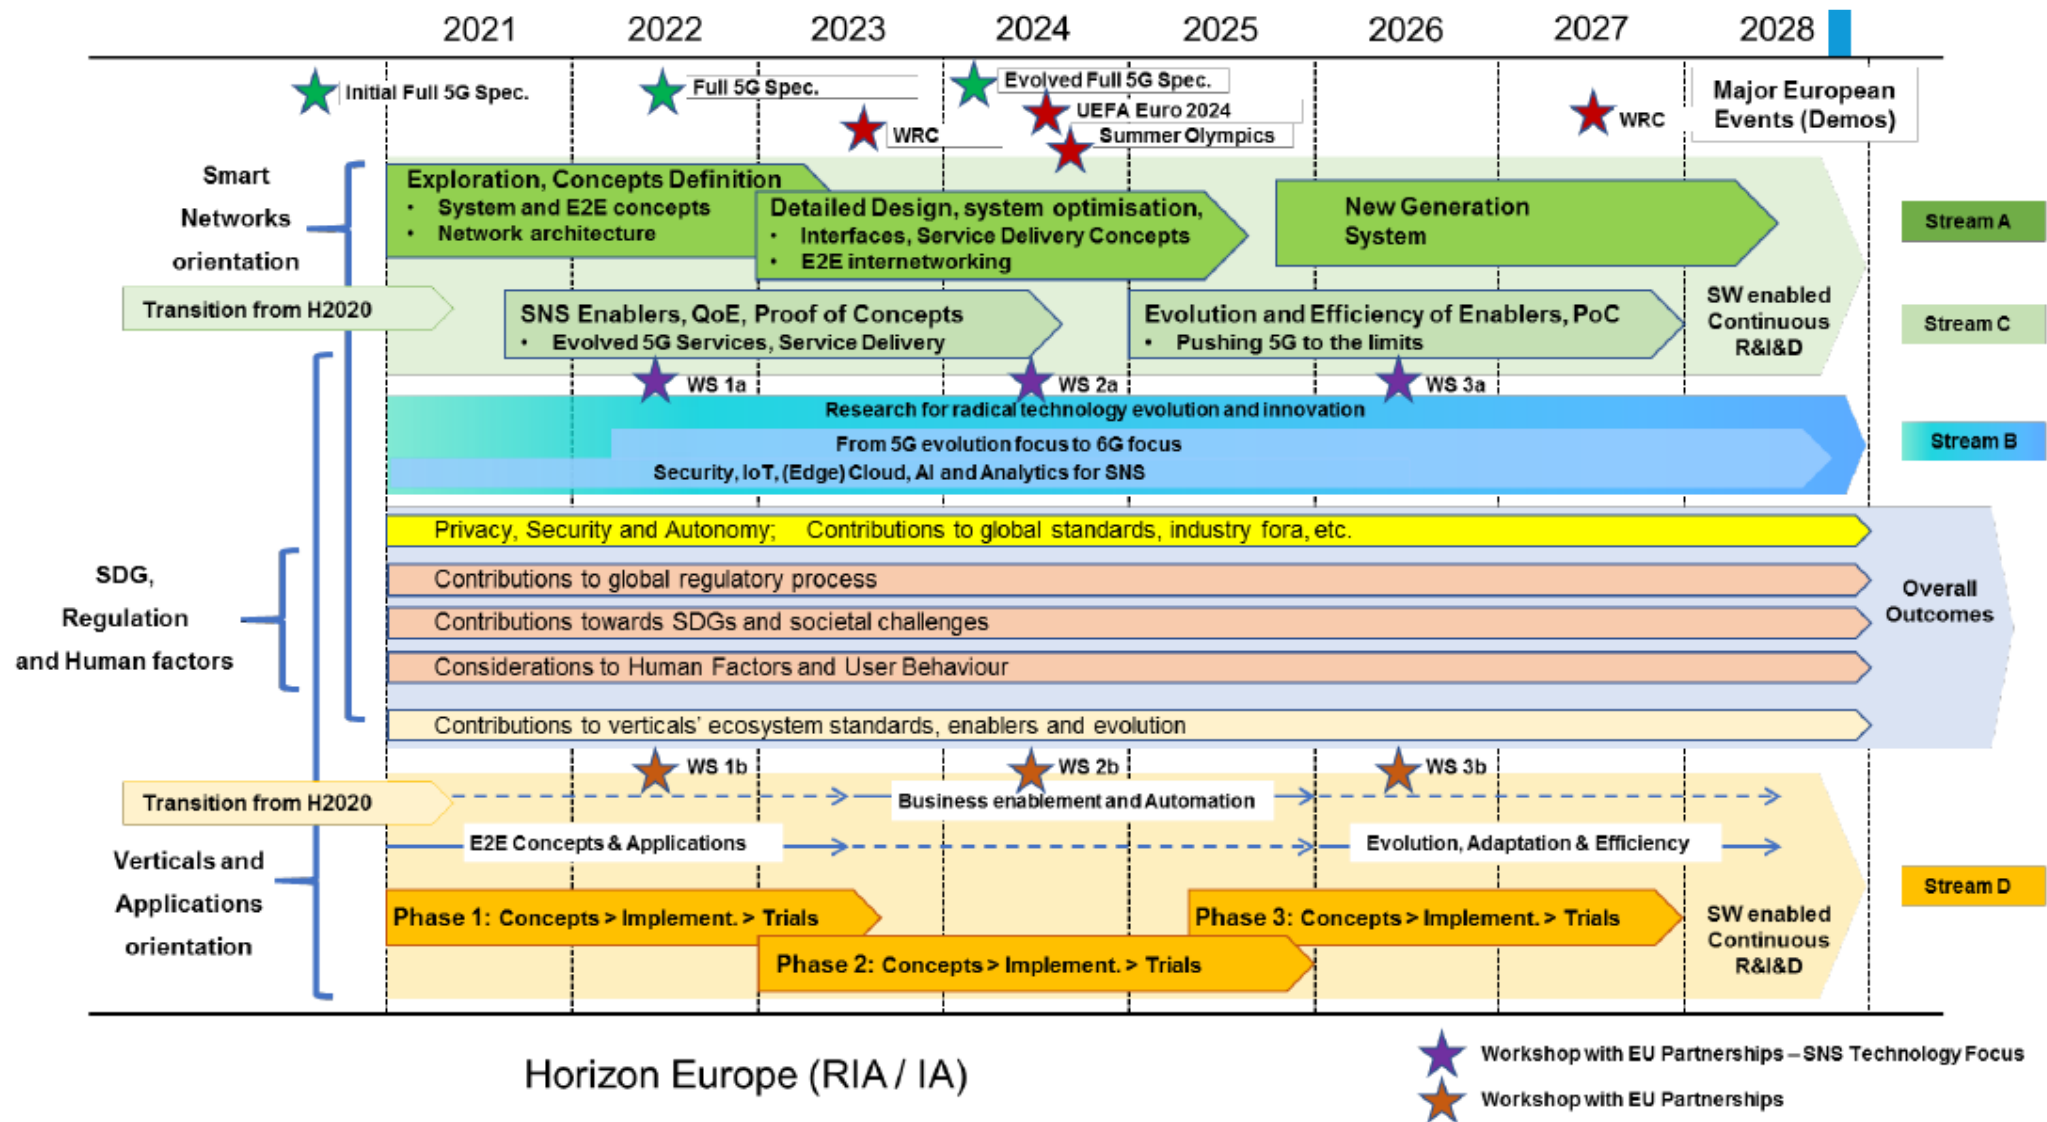 2021 2022 2023 2024 2025 2026 2027 2028
Initial Full 5G Spec.
Full 5G Spec.
WRC
Evolved Full 5G Spec.
UEFA Euro 2024
Summer Olympics
WRC
Major European
Events (Demos)
Smart
Networks
orientation
Exploration, Concepts Definition
• System and E2E concepts
• Network architecture
Detailed Design, system optimisation,
• Interfaces, Service Delivery Concepts
• E2E internetworking
New Generation
System
Stream A
Transition from H2020
SNS Enablers, QoE, Proof of Concepts
• Evolved 5G Services, Service Delivery
Evolution and Efficiency of Enablers, PoC
• Pushing 5G to the limits
SW enabled
Continuous
R&I&D
Stream C
WS 1a
WS 2a
WS 3a
Research for radical technology evolution and innovation
From 5G evolution focus to 6G focus
Security, IoT, (Edge) Cloud, AI and Analytics for SNS
Stream B
Privacy, Security and Autonomy; Contributions to global standards, industry fora, etc.
Contributions to global regulatory process
Contributions towards SDGs and societal challenges
Considerations to Human Factors and User Behaviour
Contributions to verticals' ecosystem standards, enablers and evolution
SDG,
Regulation
and Human factors
Overall
Outcomes
WS 1b
WS 2b
WS 3b
Transition from H2020
Business enablement and Automation
E2E Concepts & Applications
Evolution, Adaptation & Efficiency
Verticals and
Applications
orientation
Phase 1: Concepts > Implement. > Trials
Phase 2: Concepts > Implement. > Trials
Phase 3: Concepts > Implement. > Trials
SW enabled
Continuous
R&I&D
Stream D
Horizon Europe (RIA / IA)
Workshop with EU Partnerships – SNS Technology Focus
Workshop with EU Partnerships